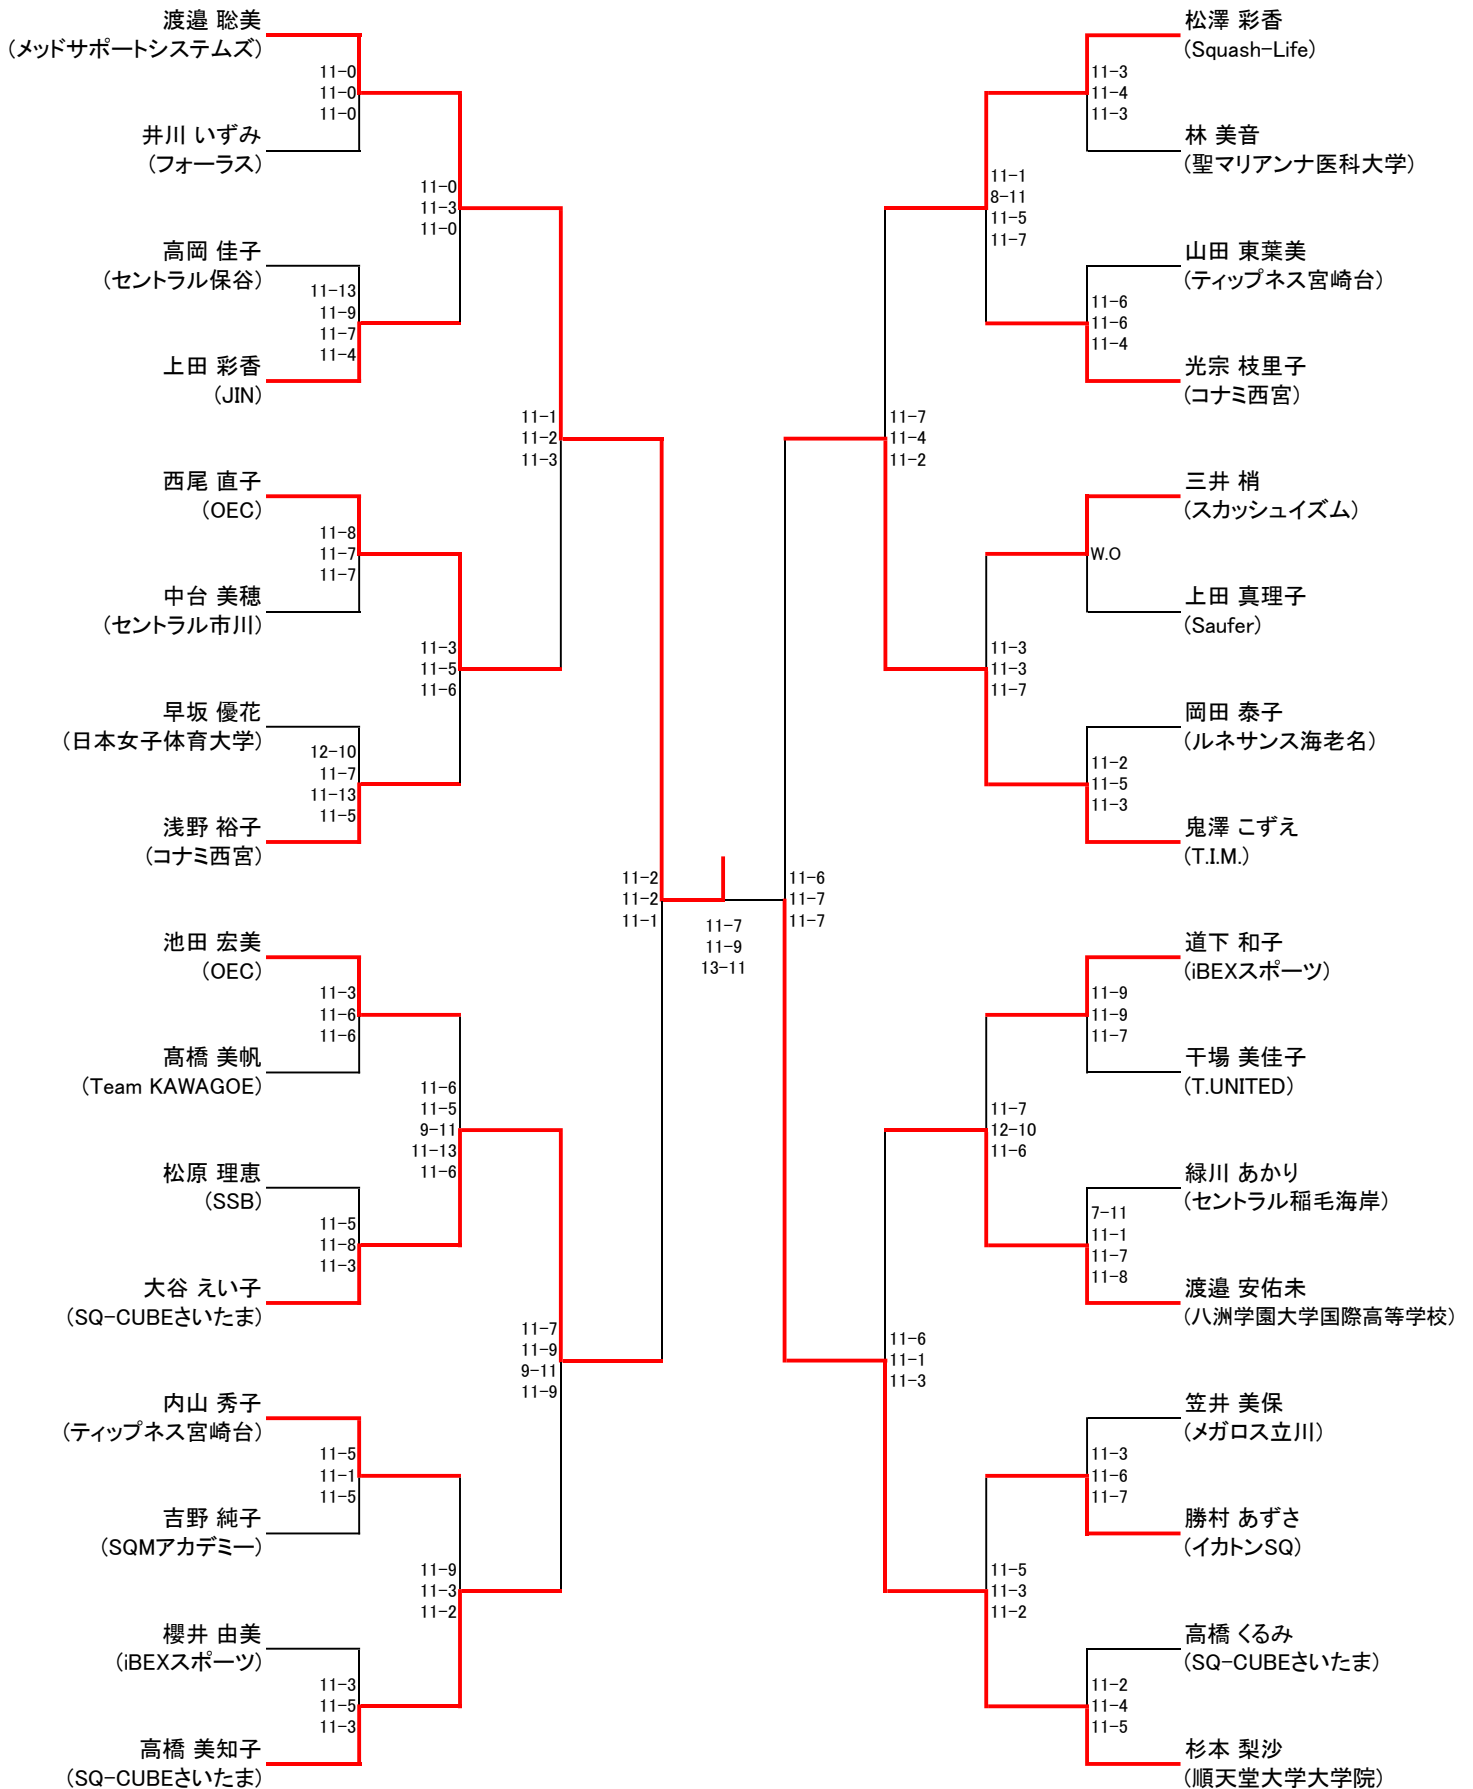 渡邉 聡美
(メッドサポートシステムズ)
11-0
11-0
11-0
井川 いずみ
(フォーラス)
11-0
11-3
11-0
高岡 佳子
(セントラル保谷)
11-13
11-9
11-7
11-4
上田 彩香
(JIN)
11-1
11-2
11-3
西尾 直子
(OEC)
11-8
11-7
11-7
中台 美穂
(セントラル市川)
11-3
11-5
11-6
早坂 優花
(日本女子体育大学)
12-10
11-7
11-13
11-5
浅野 裕子
(コナミ西宮)
11-2
11-2
11-1
池田 宏美
(OEC)
11-3
11-6
11-6
髙橋 美帆
(Team KAWAGOE)
11-6
11-5
9-11
11-13
11-6
松原 理恵
(SSB)
11-5
11-8
11-3
大谷 えい子
(SQ-CUBEさいたま)
11-7
11-9
9-11
11-9
内山 秀子
(ティップネス宮崎台)
11-5
11-1
11-5
吉野 純子
(SQMアカデミー)
11-9
11-3
11-2
櫻井 由美
(iBEXスポーツ)
11-3
11-5
11-3
高橋 美知子
(SQ-CUBEさいたま)
11-7
11-9
13-11
松澤 彩香
(Squash-Life)
11-3
11-4
11-3
林 美音
(聖マリアンナ医科大学)
11-1
8-11
11-5
11-7
山田 東葉美
(ティップネス宮崎台)
11-6
11-6
11-4
光宗 枝里子
(コナミ西宮)
11-7
11-4
11-2
三井 梢
(スカッシュイズム)
W.O
上田 真理子
(Saufer)
11-3
11-3
11-7
岡田 泰子
(ルネサンス海老名)
11-2
11-5
11-3
鬼澤 こずえ
(T.I.M.)
11-6
11-7
11-7
道下 和子
(iBEXスポーツ)
11-9
11-9
11-7
干場 美佳子
(T.UNITED)
11-7
12-10
11-6
緑川 あかり
(セントラル稲毛海岸)
7-11
11-1
11-7
11-8
渡邉 安佑未
(八洲学園大学国際高等学校)
11-6
11-1
11-3
笠井 美保
(メガロス立川)
11-3
11-6
11-7
勝村 あずさ
(イカトンSQ)
11-5
11-3
11-2
高橋 くるみ
(SQ-CUBEさいたま)
11-2
11-4
11-5
杉本 梨沙
(順天堂大学大学院)